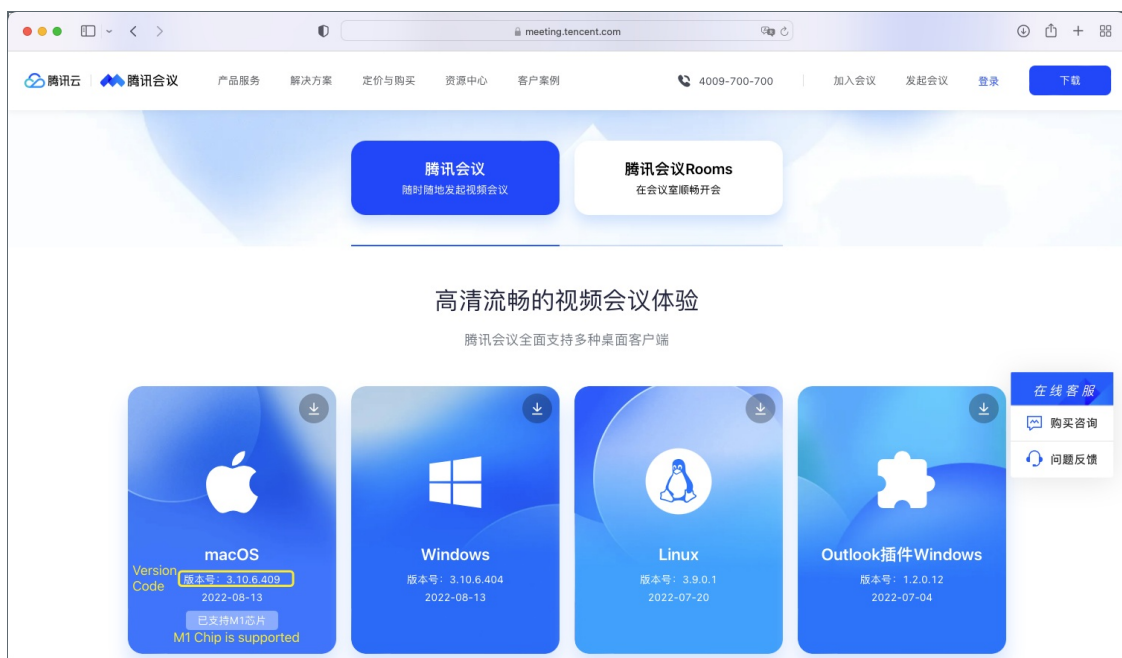 meeting.tencent.com
腾讯云 腾讯会议 产品服务 解决方案 定价与购买 资源中心 客户案例 4009-700-700 加入会议 发起会议 登录 下载
腾讯会议
随时随地发起视频会议
腾讯会议Rooms
在会议室顺畅开会
高清流畅的视频会议体验
腾讯会议全面支持多种桌面客户端
macOS
Version
Code
版本号：3.10.6.409
2022-08-13
已支持M1芯片
M1 Chip is supported
Windows
版本号：3.10.6.404
2022-08-13
Linux
版本号：3.9.0.1
2022-07-20
Outlook插件Windows
版本号：1.2.0.12
2022-07-04
在线客服
购买咨询
问题反馈